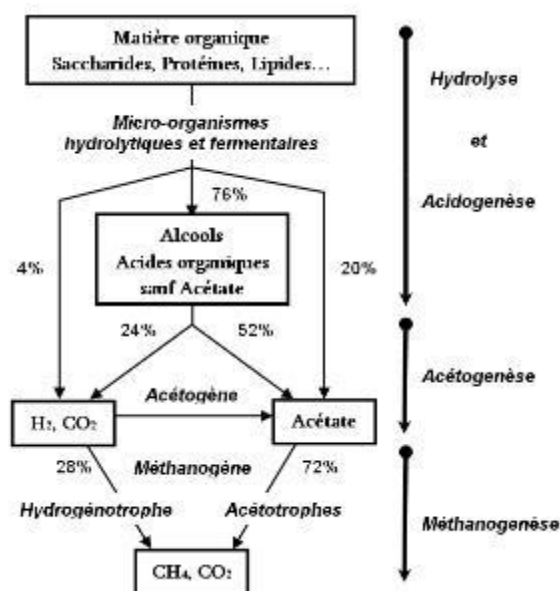 Matière organique
Saccharides, Protéines, Lipides...
Hydrolyse
et
Acidogenèse
Micro-organismes
hydrolytiques et fermentaires
76%
4%
Alcools
Acides organiques
sauf Acétate
20%
24%
52%
Acétogenèse
Acétogène
H₂, CO₂
Acétate
28%
Méthanogène
72%
Hydrogénotrophe
Acétotrophes
Méthanogenèse
CH₄, CO₂